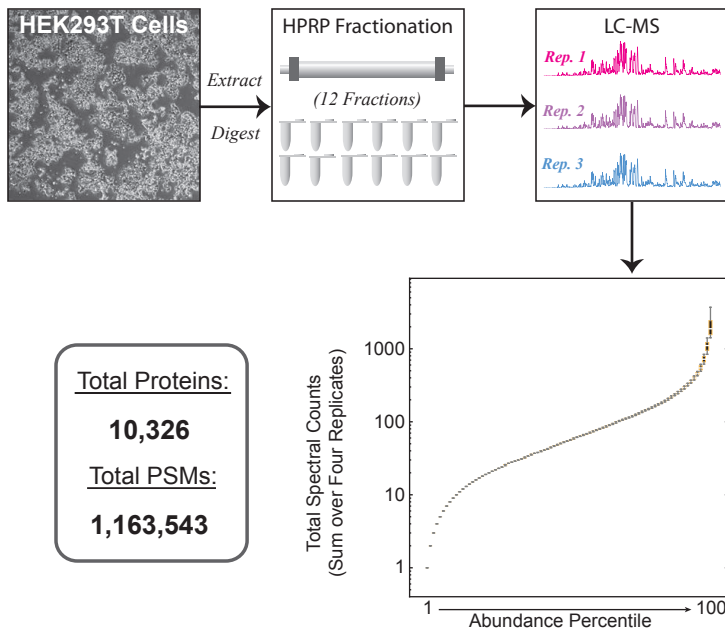 HEK293T Cells
Extract
Digest
HPRP Fractionation
(12 Fractions)
LC-MS
Rep. 1
Rep. 2
Rep. 3
Total Proteins:
10,326
Total PSMs:
1,163,543
Total Spectral Counts
(Sum over Four Replicates)
1000
100
10
1
1
100
Abundance Percentile